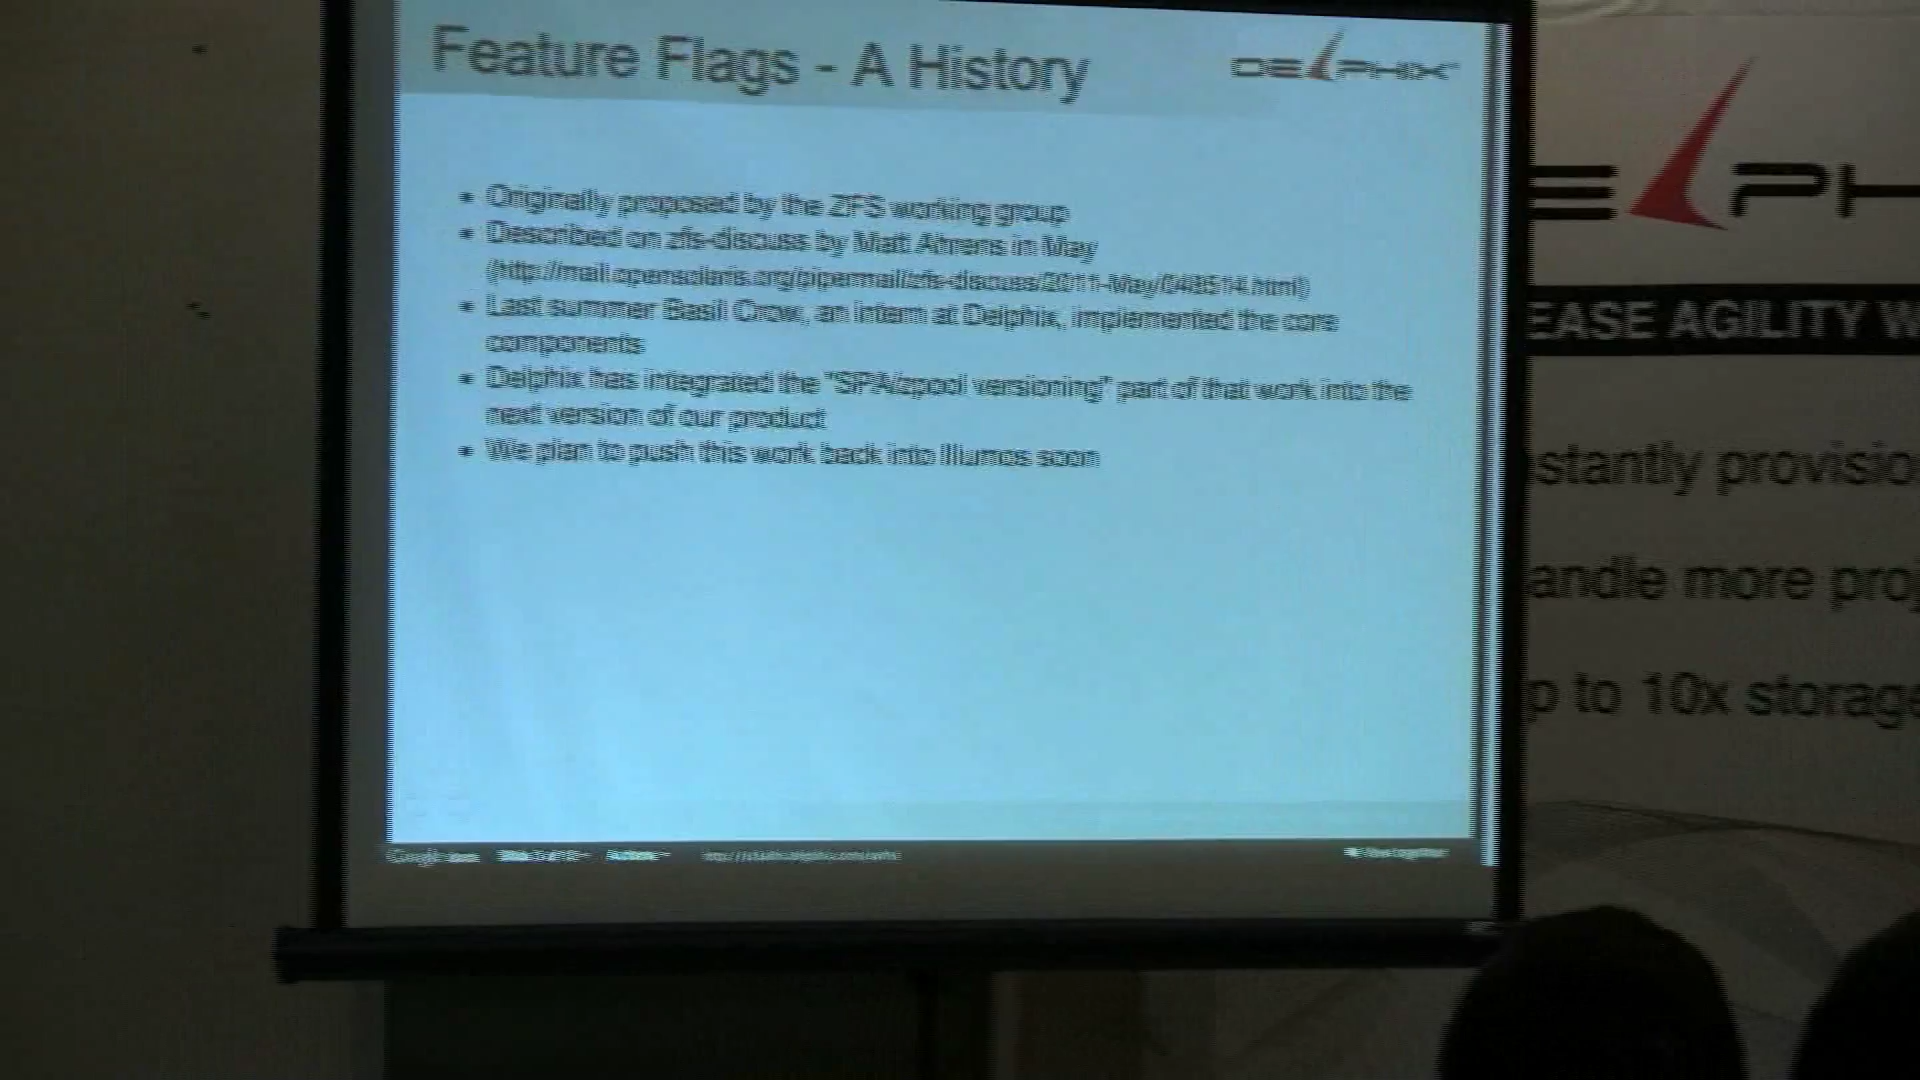 Feature Flags - A History
DELPHIX
• Originally proposed by the ZFS working group
• Described on zfs-discuss by Matt Ahrens in May
(http://mail.opensolaris.org/pipermail/zfs-discuss/2011-May/048514.html)
• Last summer Basil Crow, an intern at Delphix, implemented the core
components
• Delphix has integrated the "SPA/zpool versioning" part of that work into the
next version of our product
• We plan to push this work back into Illumos soon
Google
ELPH
EASE AGILITY W
stantly provisio
andle more proj
p to 10x storage